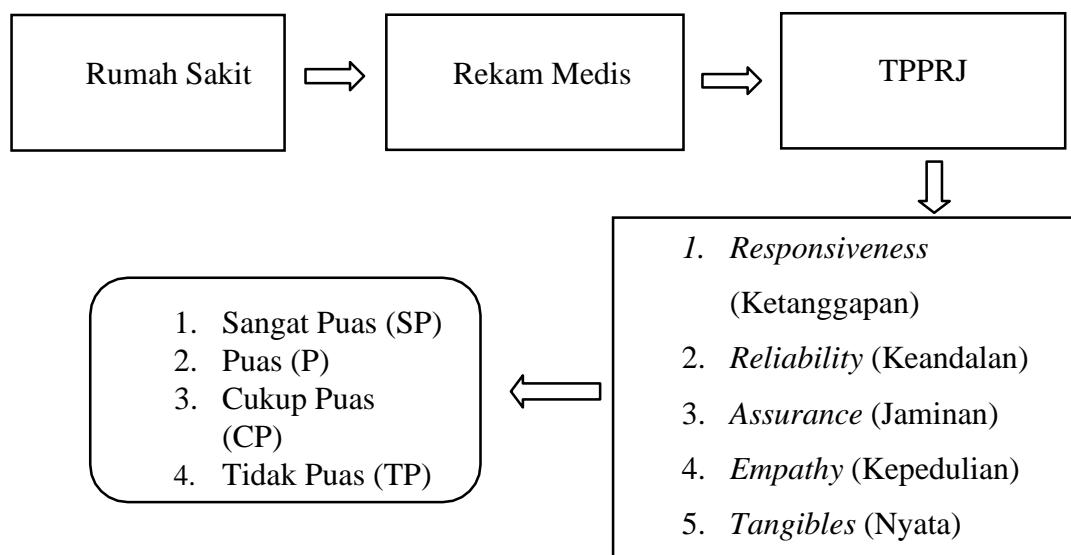 Rumah Sakit
Rekam Medis
TPPRJ
1. Responsiveness
(Ketanggapan)
2. Reliability (Keandalan)
3. Assurance (Jaminan)
4. Empathy (Kepedulian)
5. Tangibles (Nyata)
1. Sangat Puas (SP)
2. Puas (P)
3. Cukup Puas
(CP)
4. Tidak Puas (TP)